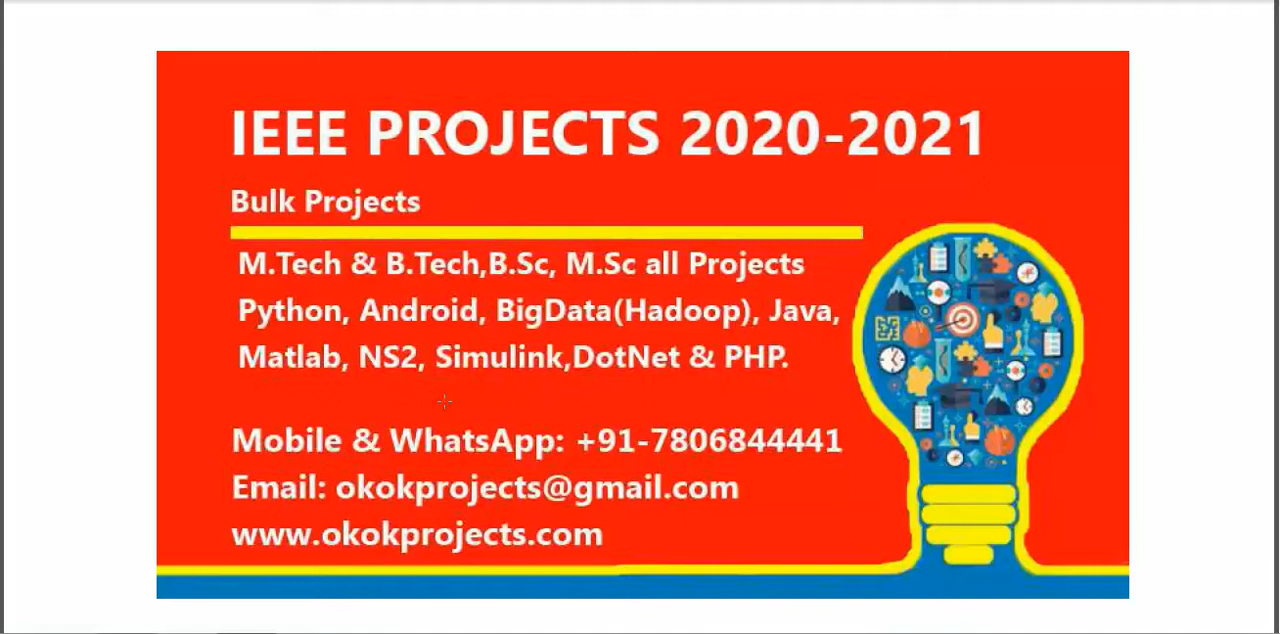 IEEE PROJECTS 2020-2021
Bulk Projects
M.Tech & B.Tech,B.Sc, M.Sc all Projects
Python, Android, BigData(Hadoop), Java,
Matlab, NS2, Simulink,DotNet & PHP.
Mobile & WhatsApp: +91-7806844441
Email: okokprojects@gmail.com
www.okokprojects.com